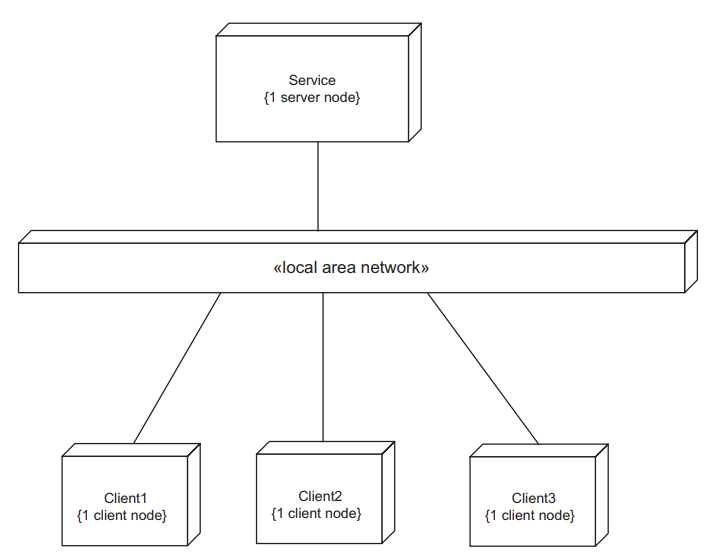 Service
{1 server node}
«local area network»
Client1
{1 client node}
Client2
{1 client node}
Client3
{1 client node}